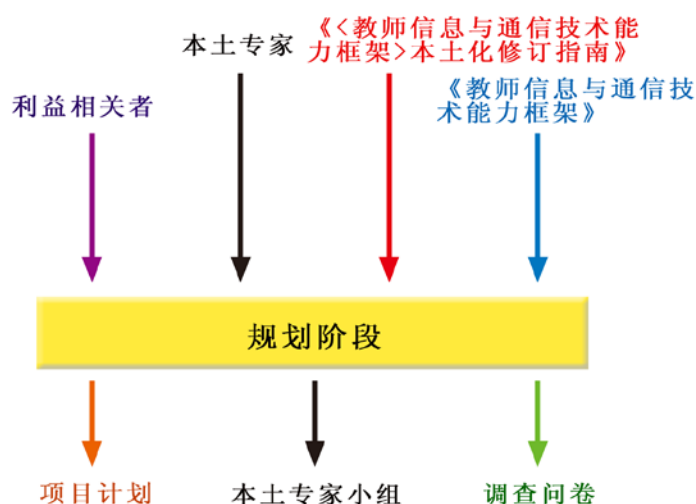 本土专家
《<教师信息与通信技术能
力框架>本土化修订指南》
利益相关者
《教师信息与通信技
术能力框架》
规划阶段
项目计划
本土专家小组
调查问卷